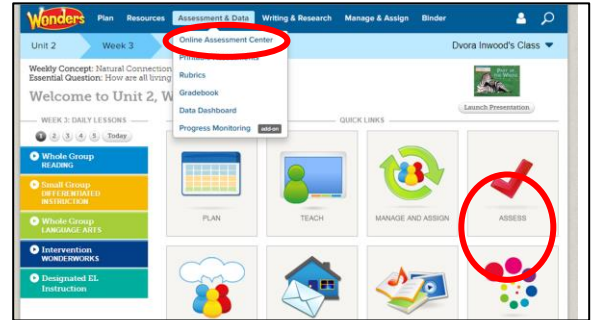 Wonders Plan Resources Assessment & Data Writing & Research Manage & Assign Binder
Unit 2 Week 3 Online Assessment Center Dvora Inwood's Class
Weekly Concept: Natural Connection
Essential Question: How are all living
Rubrics
Welcome to Unit 2, W
Gradebook
Launch Presentation
Data Dashboard
WEEK 3: DAILY LESSONS
Progress Monitoring add-on
QUICK LINKS
1 2 3 4 5 Today
Whole Group
READING
Small Group
DIFFERENTIATED
INSTRUCTION
Whole Group
LANGUAGE ARTS
Intervention
WONDERWORKS
Designated EL
Instruction
PLAN TEACH MANAGE AND ASSIGN ASSESS